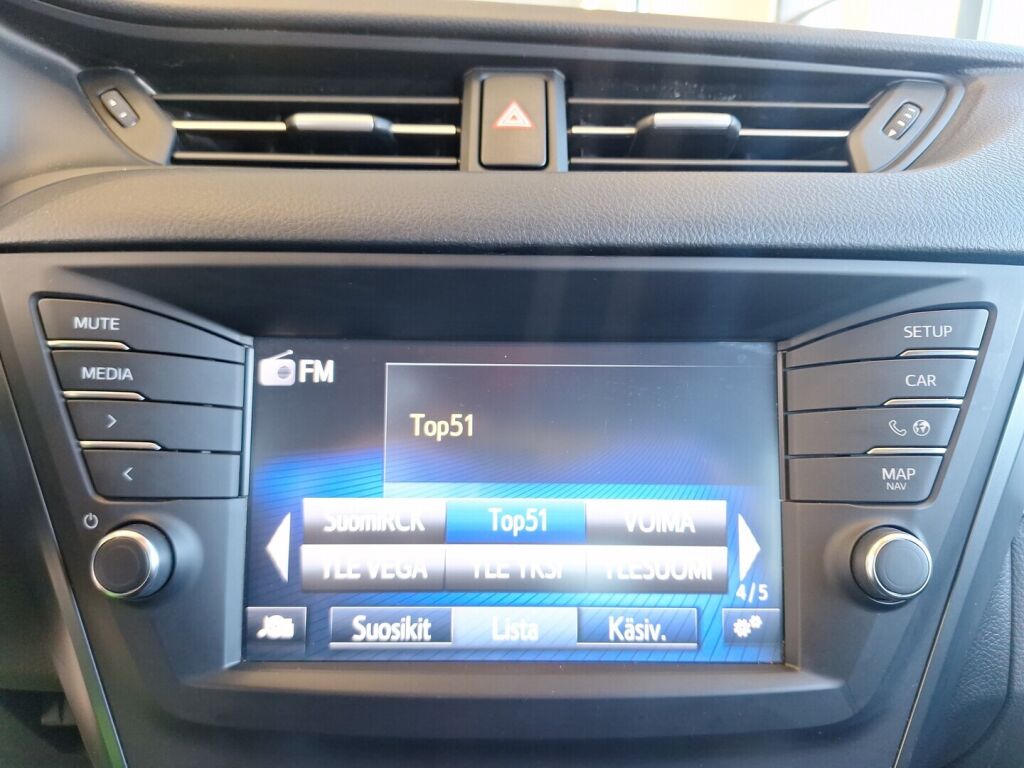 MUTE
MEDIA
>
<
FM
Top51
SuomiRCK Top51 VOIMA
YLE VEGA YLE YKSI YLESUOMI
4/5
Suosikit Lista Käsiv.
SETUP
CAR
MAP
NAV